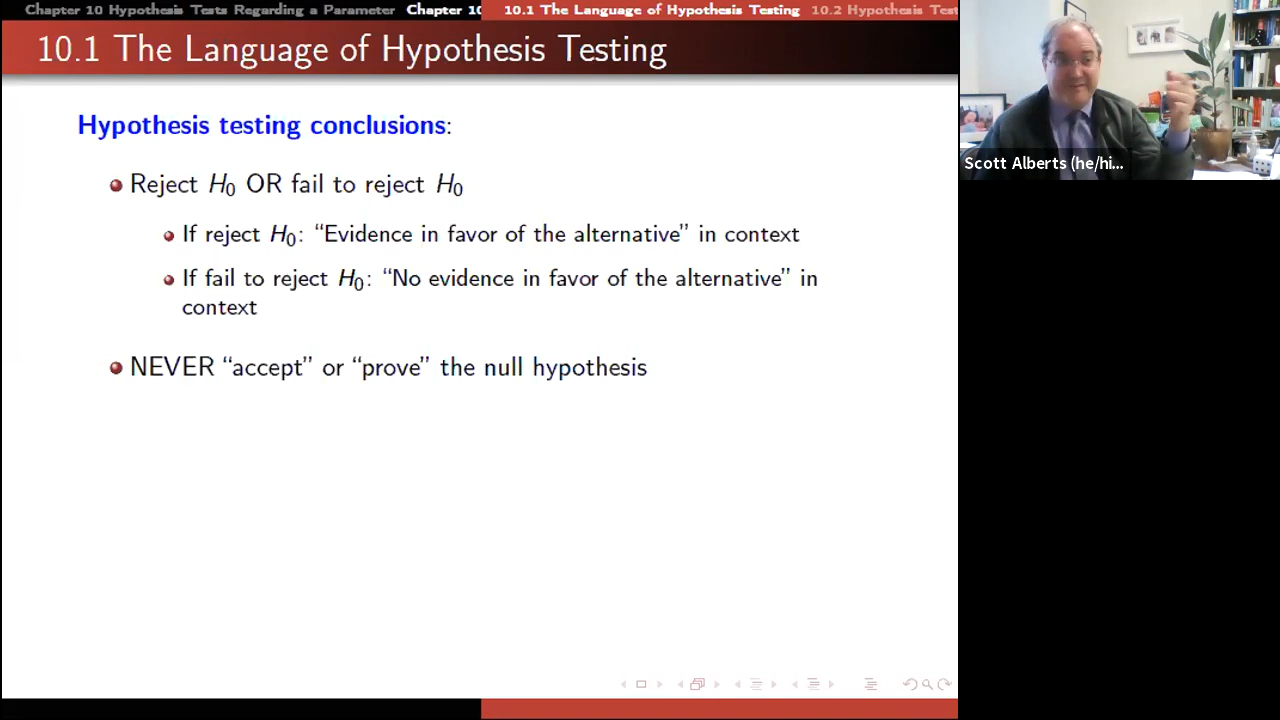 Chapter 10 Hypothesis Tests Regarding a Parameter Chapter 10 10.1 The Language of Hypothesis Testing 10.2 Hypothesis Test
10.1 The Language of Hypothesis Testing
Hypothesis testing conclusions:
Reject H₀ OR fail to reject H₀
If reject H₀: “Evidence in favor of the alternative” in context
If fail to reject H₀: “No evidence in favor of the alternative” in
context
NEVER “accept” or “prove” the null hypothesis
Scott Alberts (he/hi...